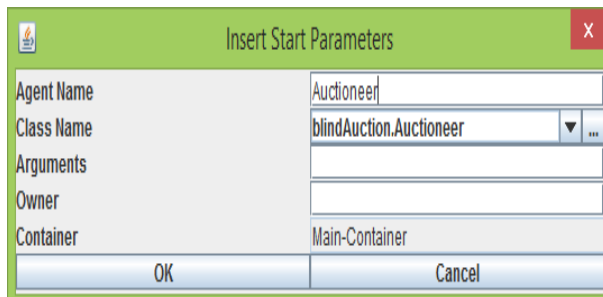 Insert Start Parameters X
Agent Name Auctioneer
Class Name blindAuction.Auctioneer ...
Arguments
Owner
Container Main-Container
OK Cancel